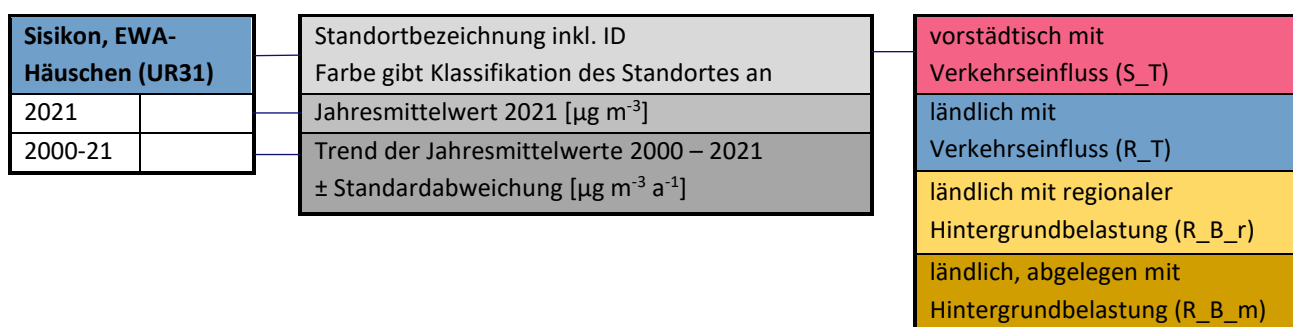 Sisikon, EWA-
Häuschen (UR31)
2021
2000-21
Standortbezeichnung inkl. ID
Farbe gibt Klassifikation des Standortes an
Jahresmittelwert 2021 [µg m⁻³]
Trend der Jahresmittelwerte 2000 – 2021
± Standardabweichung [µg m⁻³ a⁻¹]
vorstädtisch mit
Verkehrseinfluss (S_T)
ländlich mit
Verkehrseinfluss (R_T)
ländlich mit regionaler
Hintergrundbelastung (R_B_r)
ländlich, abgelegen mit
Hintergrundbelastung (R_B_m)